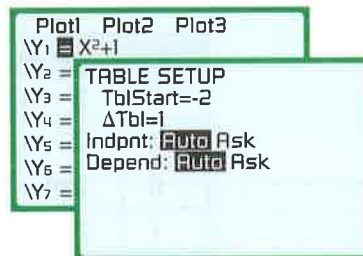 Plot1 Plot2 Plot3
\Y₁ = X²+1
\Y₂ =
\Y₃ =
\Y₄ =
\Y₅ =
\Y₆ =
\Y₇ =
TABLE SETUP
TblStart=-2
ΔTbl=1
Indpnt: Auto Ask
Depend: Auto Ask